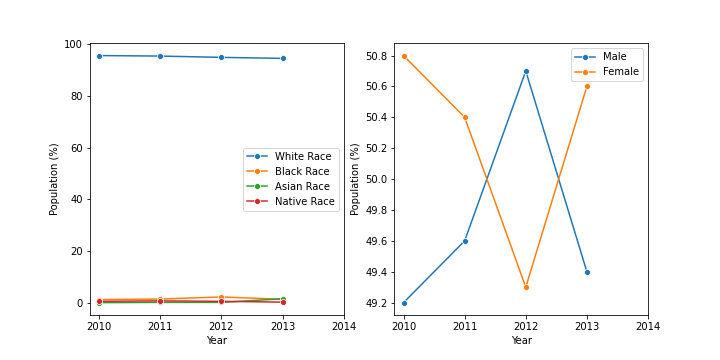 100
80
60
40
20
0
Population (%)
2010 2011 2012 2013 2014
Year
White Race
Black Race
Asian Race
Native Race
50.8
50.6
50.4
50.2
50.0
49.8
49.6
49.4
49.2
Population (%)
2010 2011 2012 2013 2014
Year
Male
Female